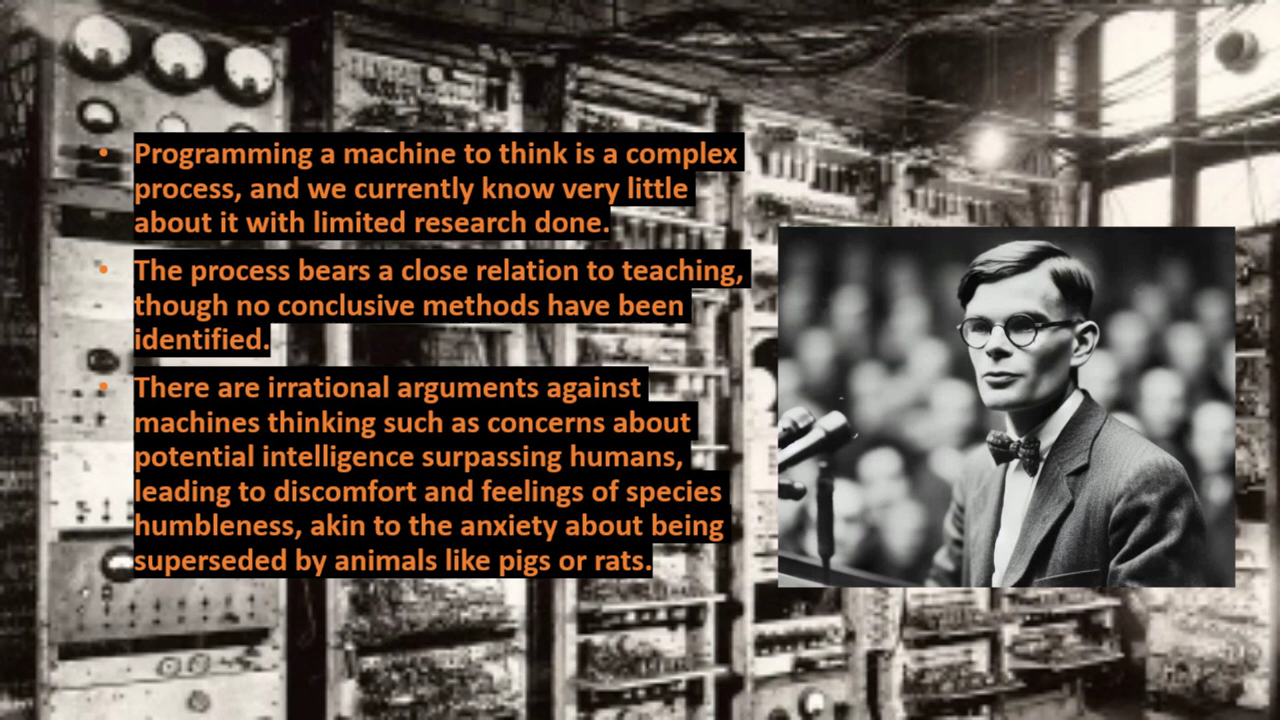 • Programming a machine to think is a complex
process, and we currently know very little
about it with limited research done.
• The process bears a close relation to teaching,
though no conclusive methods have been
identified.
• There are irrational arguments against
machines thinking such as concerns about
potential intelligence surpassing humans,
leading to discomfort and feelings of species
humbleness, akin to the anxiety about being
superseded by animals like pigs or rats.